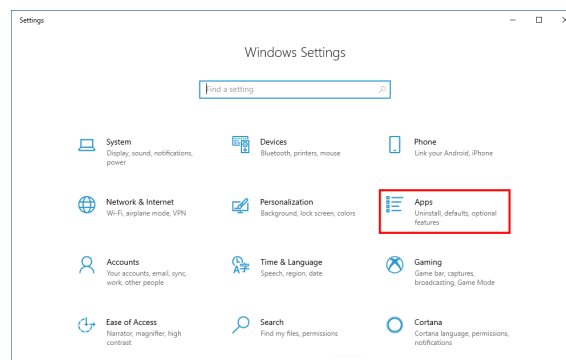 Settings
Windows Settings
Find a setting
System
Display, sound, notifications,
power
Devices
Bluetooth, printers, mouse
Phone
Link your Android, iPhone
Network & Internet
Wi-Fi, airplane mode, VPN
Personalization
Background, lock screen, colors
Apps
Uninstall, defaults, optional
features
Accounts
Your accounts, email, sync,
work, other people
Time & Language
Speech, region, date
Gaming
Game bar, captures,
broadcasting, Game Mode
Ease of Access
Narrator, magnifier, high
contrast
Search
Find my files, permissions
Cortana
Cortana language, permissions,
notifications